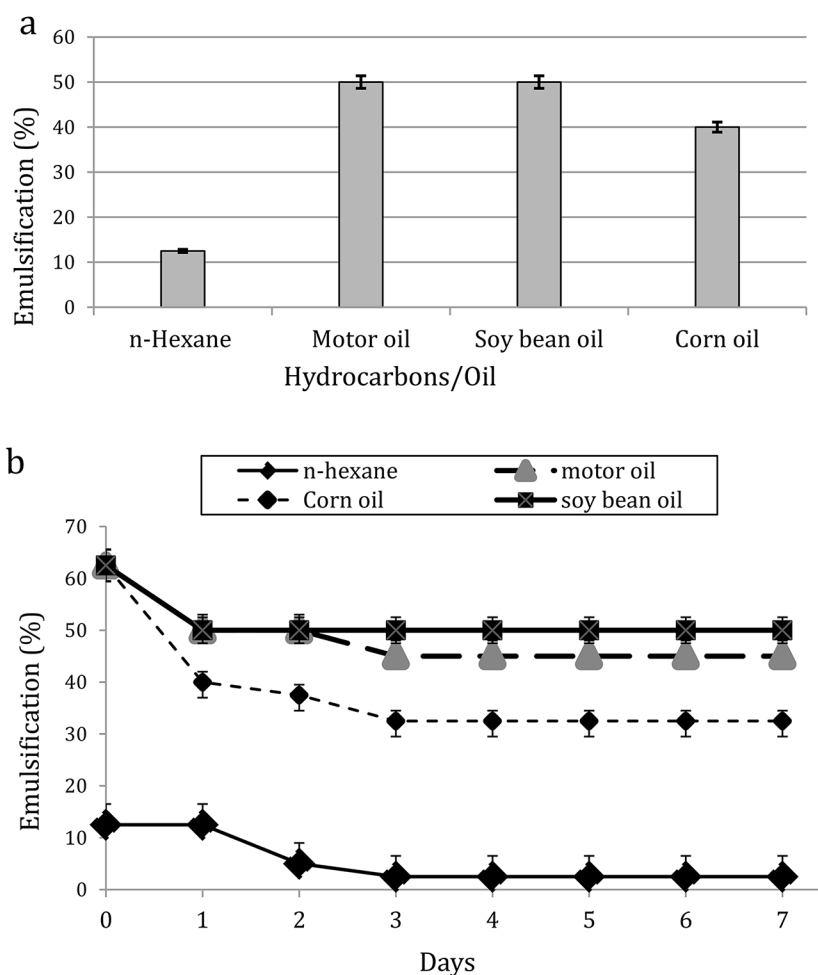 a
60
50
40
30
20
10
0
Emulsification (%)
n-Hexane Motor oil Soy bean oil Corn oil
Hydrocarbons/Oil
b
n-hexane motor oil
Corn oil soy bean oil
70
60
50
40
30
20
10
0
Emulsification (%)
0 1 2 3 4 5 6 7
Days